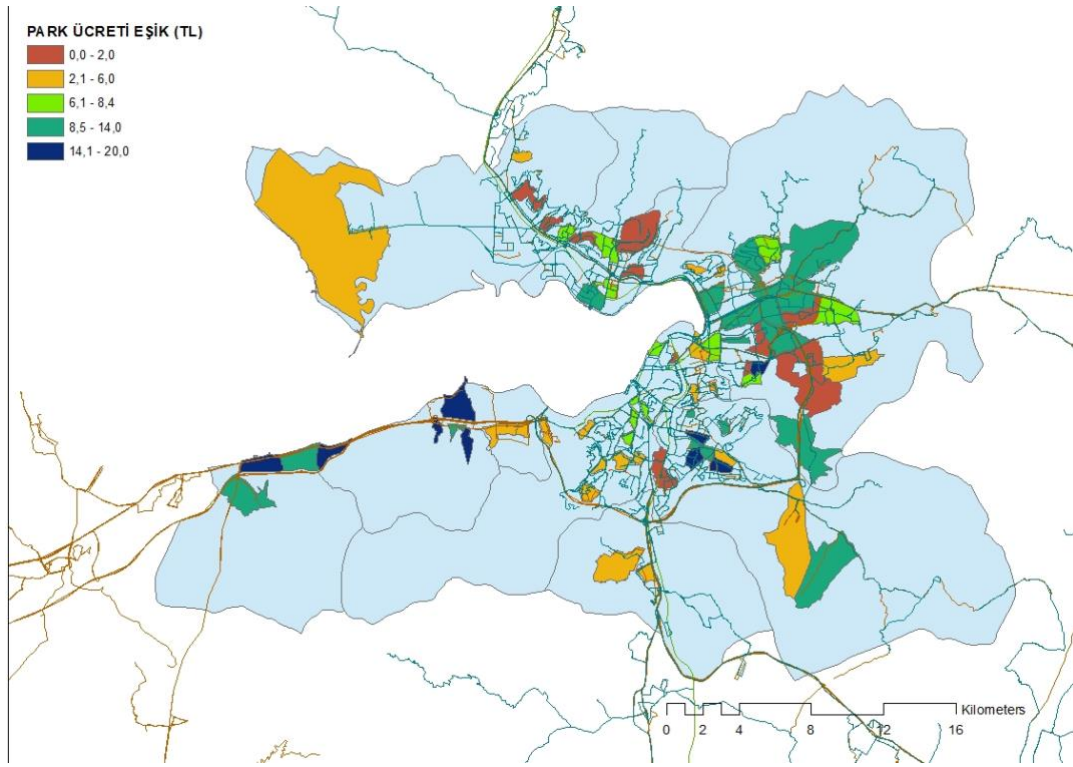 PARK ÜCRETİ EŞİK (TL)
0,0 - 2,0
2,1 - 6,0
6,1 - 8,4
8,5 - 14,0
14,1 - 20,0
Kilometers
0 2 4 8 12 16